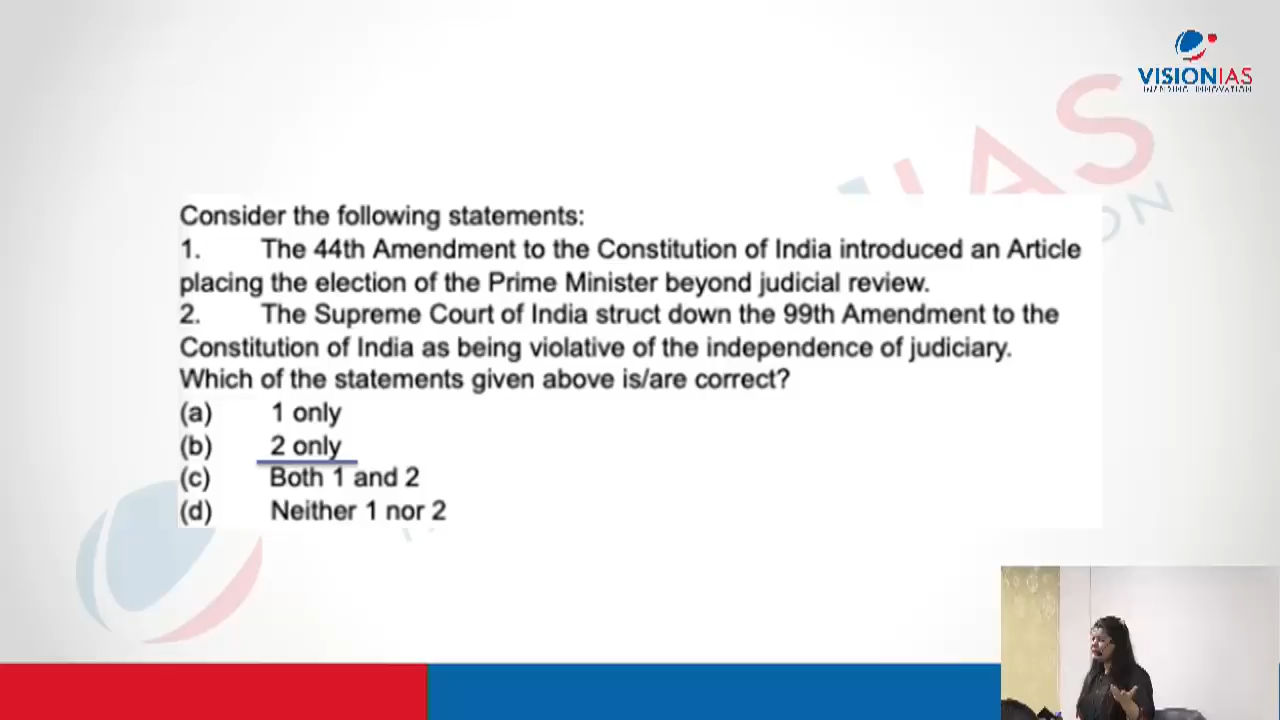 VISIONIAS
INSPIRING INNOVATION
Consider the following statements:
1. The 44th Amendment to the Constitution of India introduced an Article
placing the election of the Prime Minister beyond judicial review.
2. The Supreme Court of India struct down the 99th Amendment to the
Constitution of India as being violative of the independence of judiciary.
Which of the statements given above is/are correct?
(a) 1 only
(b) 2 only
(c) Both 1 and 2
(d) Neither 1 nor 2